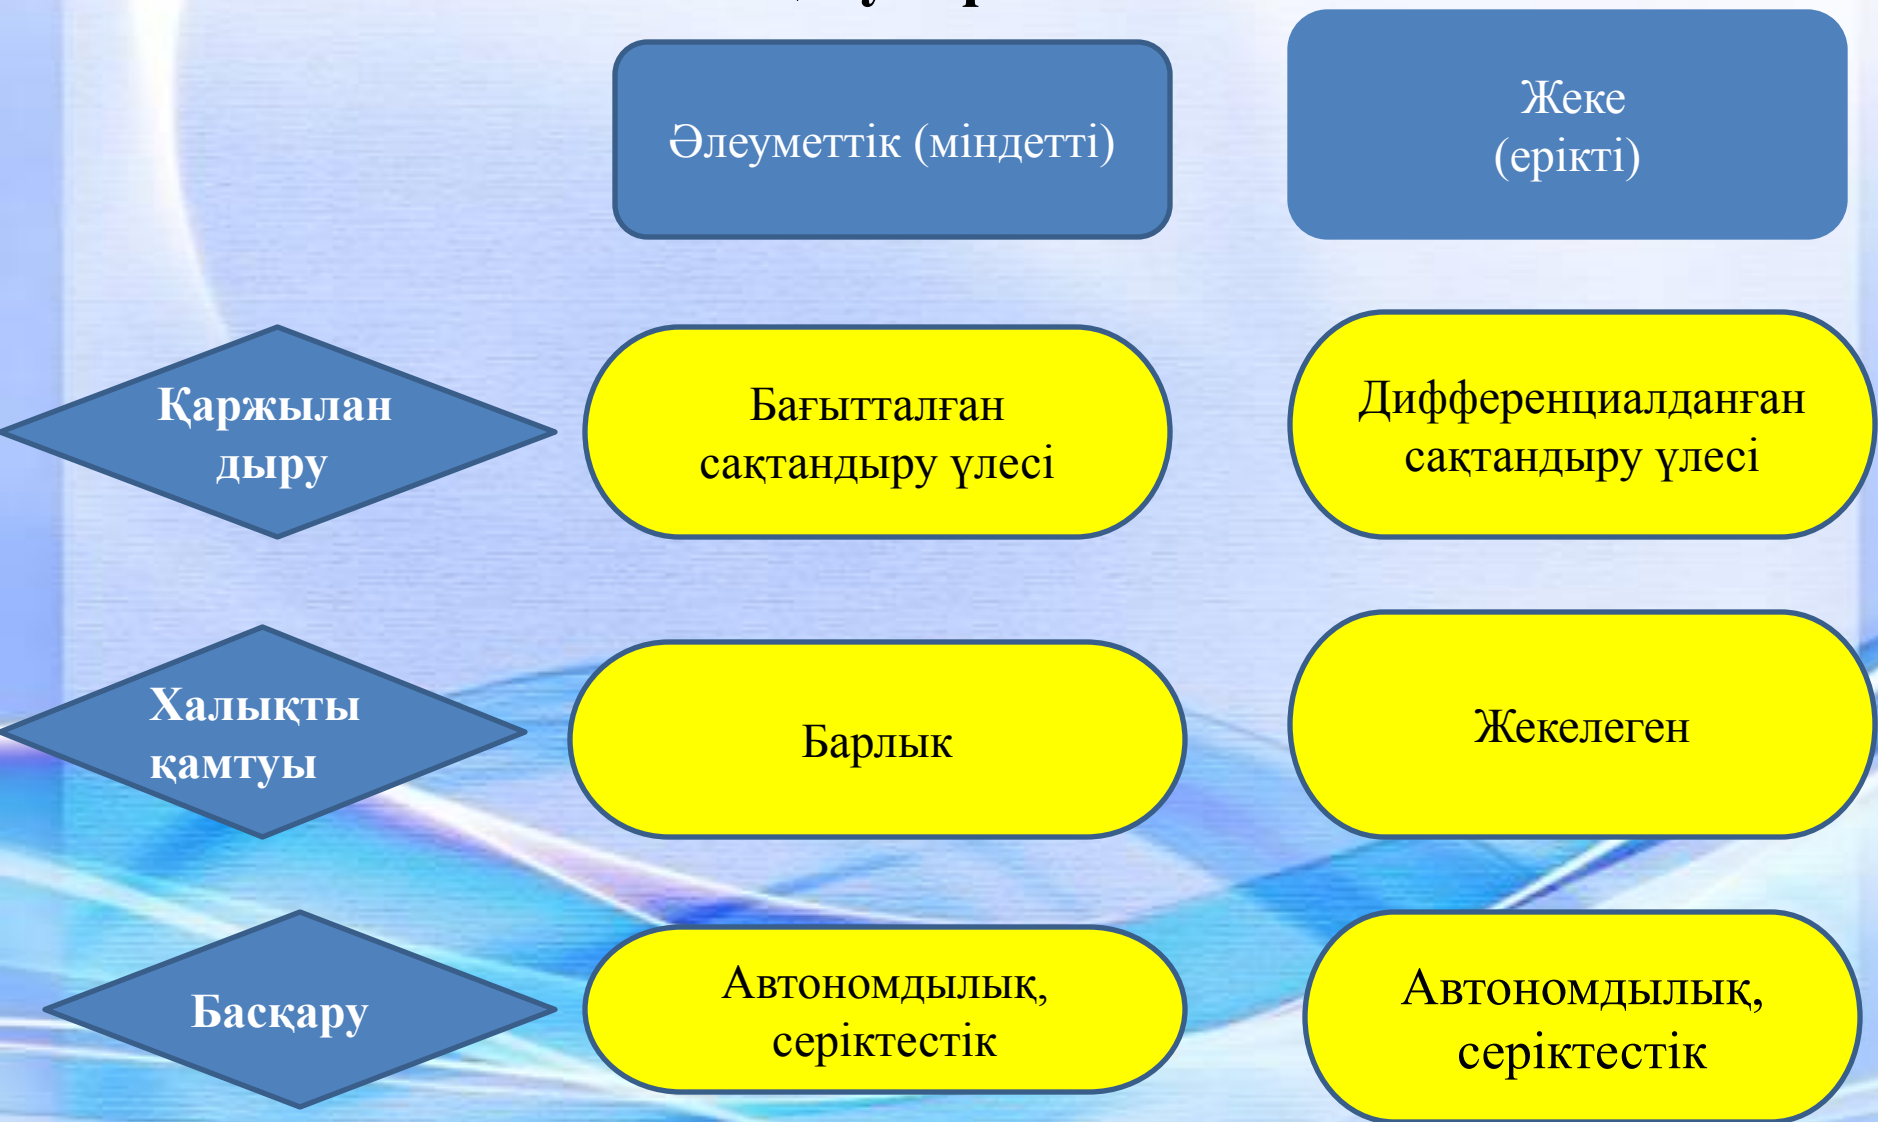 Әлеуметтік (міндетті)
Жеке
(ерікті)
Қаржылан
дыру
Бағытталған
сақтандыру үлесі
Дифференциалданған
сақтандыру үлесі
Халықты
қамтуы
Барлык
Жекелеген
Басқару
Автономдылық,
серіктестік
Автономдылық,
серіктестік